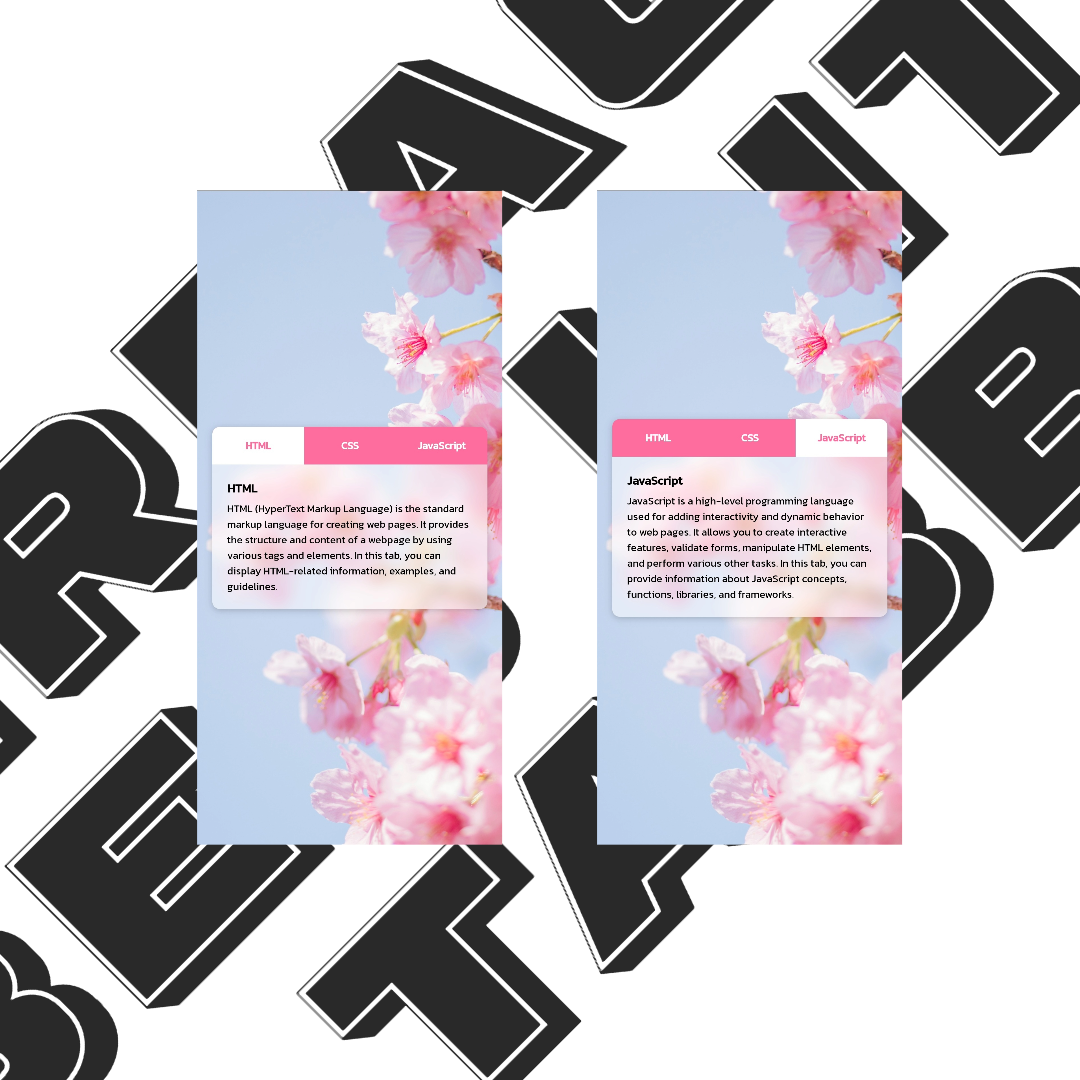 HTML CSS JavaScript
HTML
HTML (HyperText Markup Language) is the standard
markup language for creating web pages. It provides
the structure and content of a webpage by using
various tags and elements. In this tab, you can
display HTML-related information, examples, and
guidelines.
HTML CSS JavaScript
JavaScript
JavaScript is a high-level programming language
used for adding interactivity and dynamic behavior
to web pages. It allows you to create interactive
features, validate forms, manipulate HTML elements,
and perform various other tasks. In this tab, you can
provide information about JavaScript concepts,
functions, libraries, and frameworks.